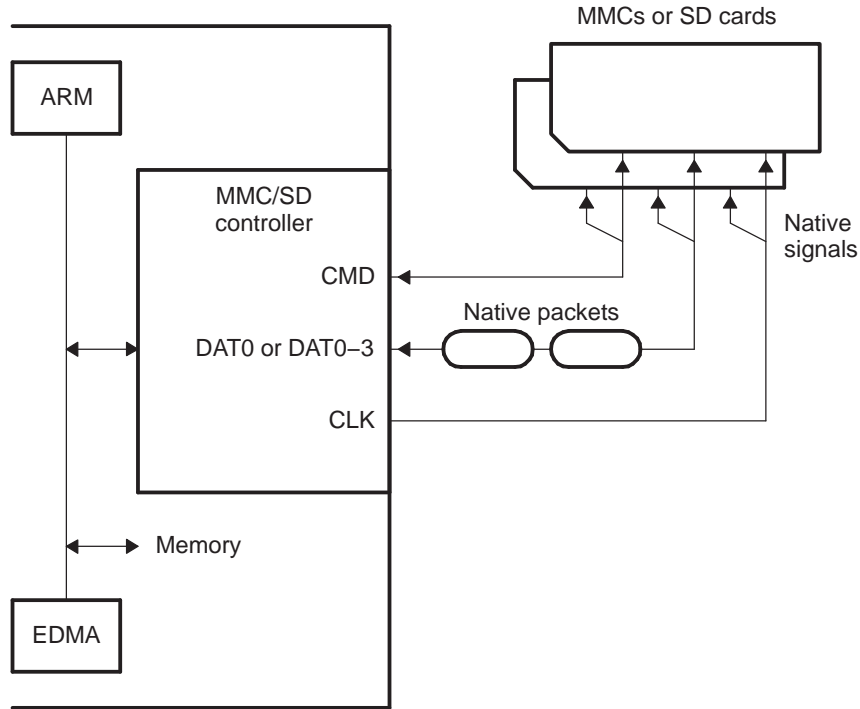 MMCs or SD cards
ARM
MMC/SD
controller
Native
signals
CMD
Native packets
DAT0 or DAT0−3
CLK
Memory
EDMA